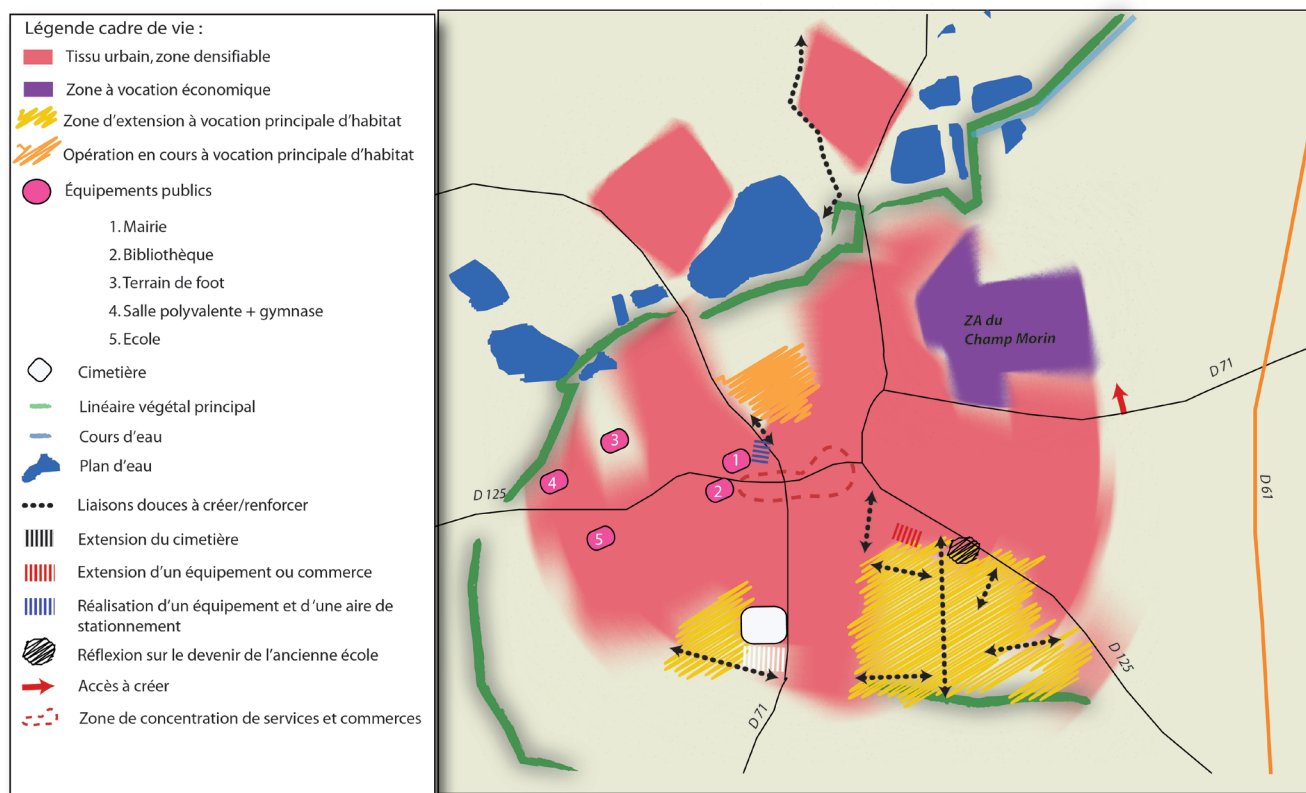 Légende cadre de vie :
Tissu urbain, zone densifiable
Zone à vocation économique
Zone d'extension à vocation principale d'habitat
Opération en cours à vocation principale d'habitat
Équipements publics
1. Mairie
2. Bibliothèque
3. Terrain de foot
4. Salle polyvalente + gymnase
5. Ecole
Cimetière
Linéaire végétal principal
Cours d'eau
Plan d'eau
Liaisons douces à créer/renforcer
Extension du cimetière
Extension d'un équipement ou commerce
Réalisation d'un équipement et d'une aire de
stationnement
Réflexion sur le devenir de l'ancienne école
Accès à créer
Zone de concentration de services et commerces
ZA du
Champ Morin
D 71
D 61
3
1
4
2
D 125
5
D 125
D 71